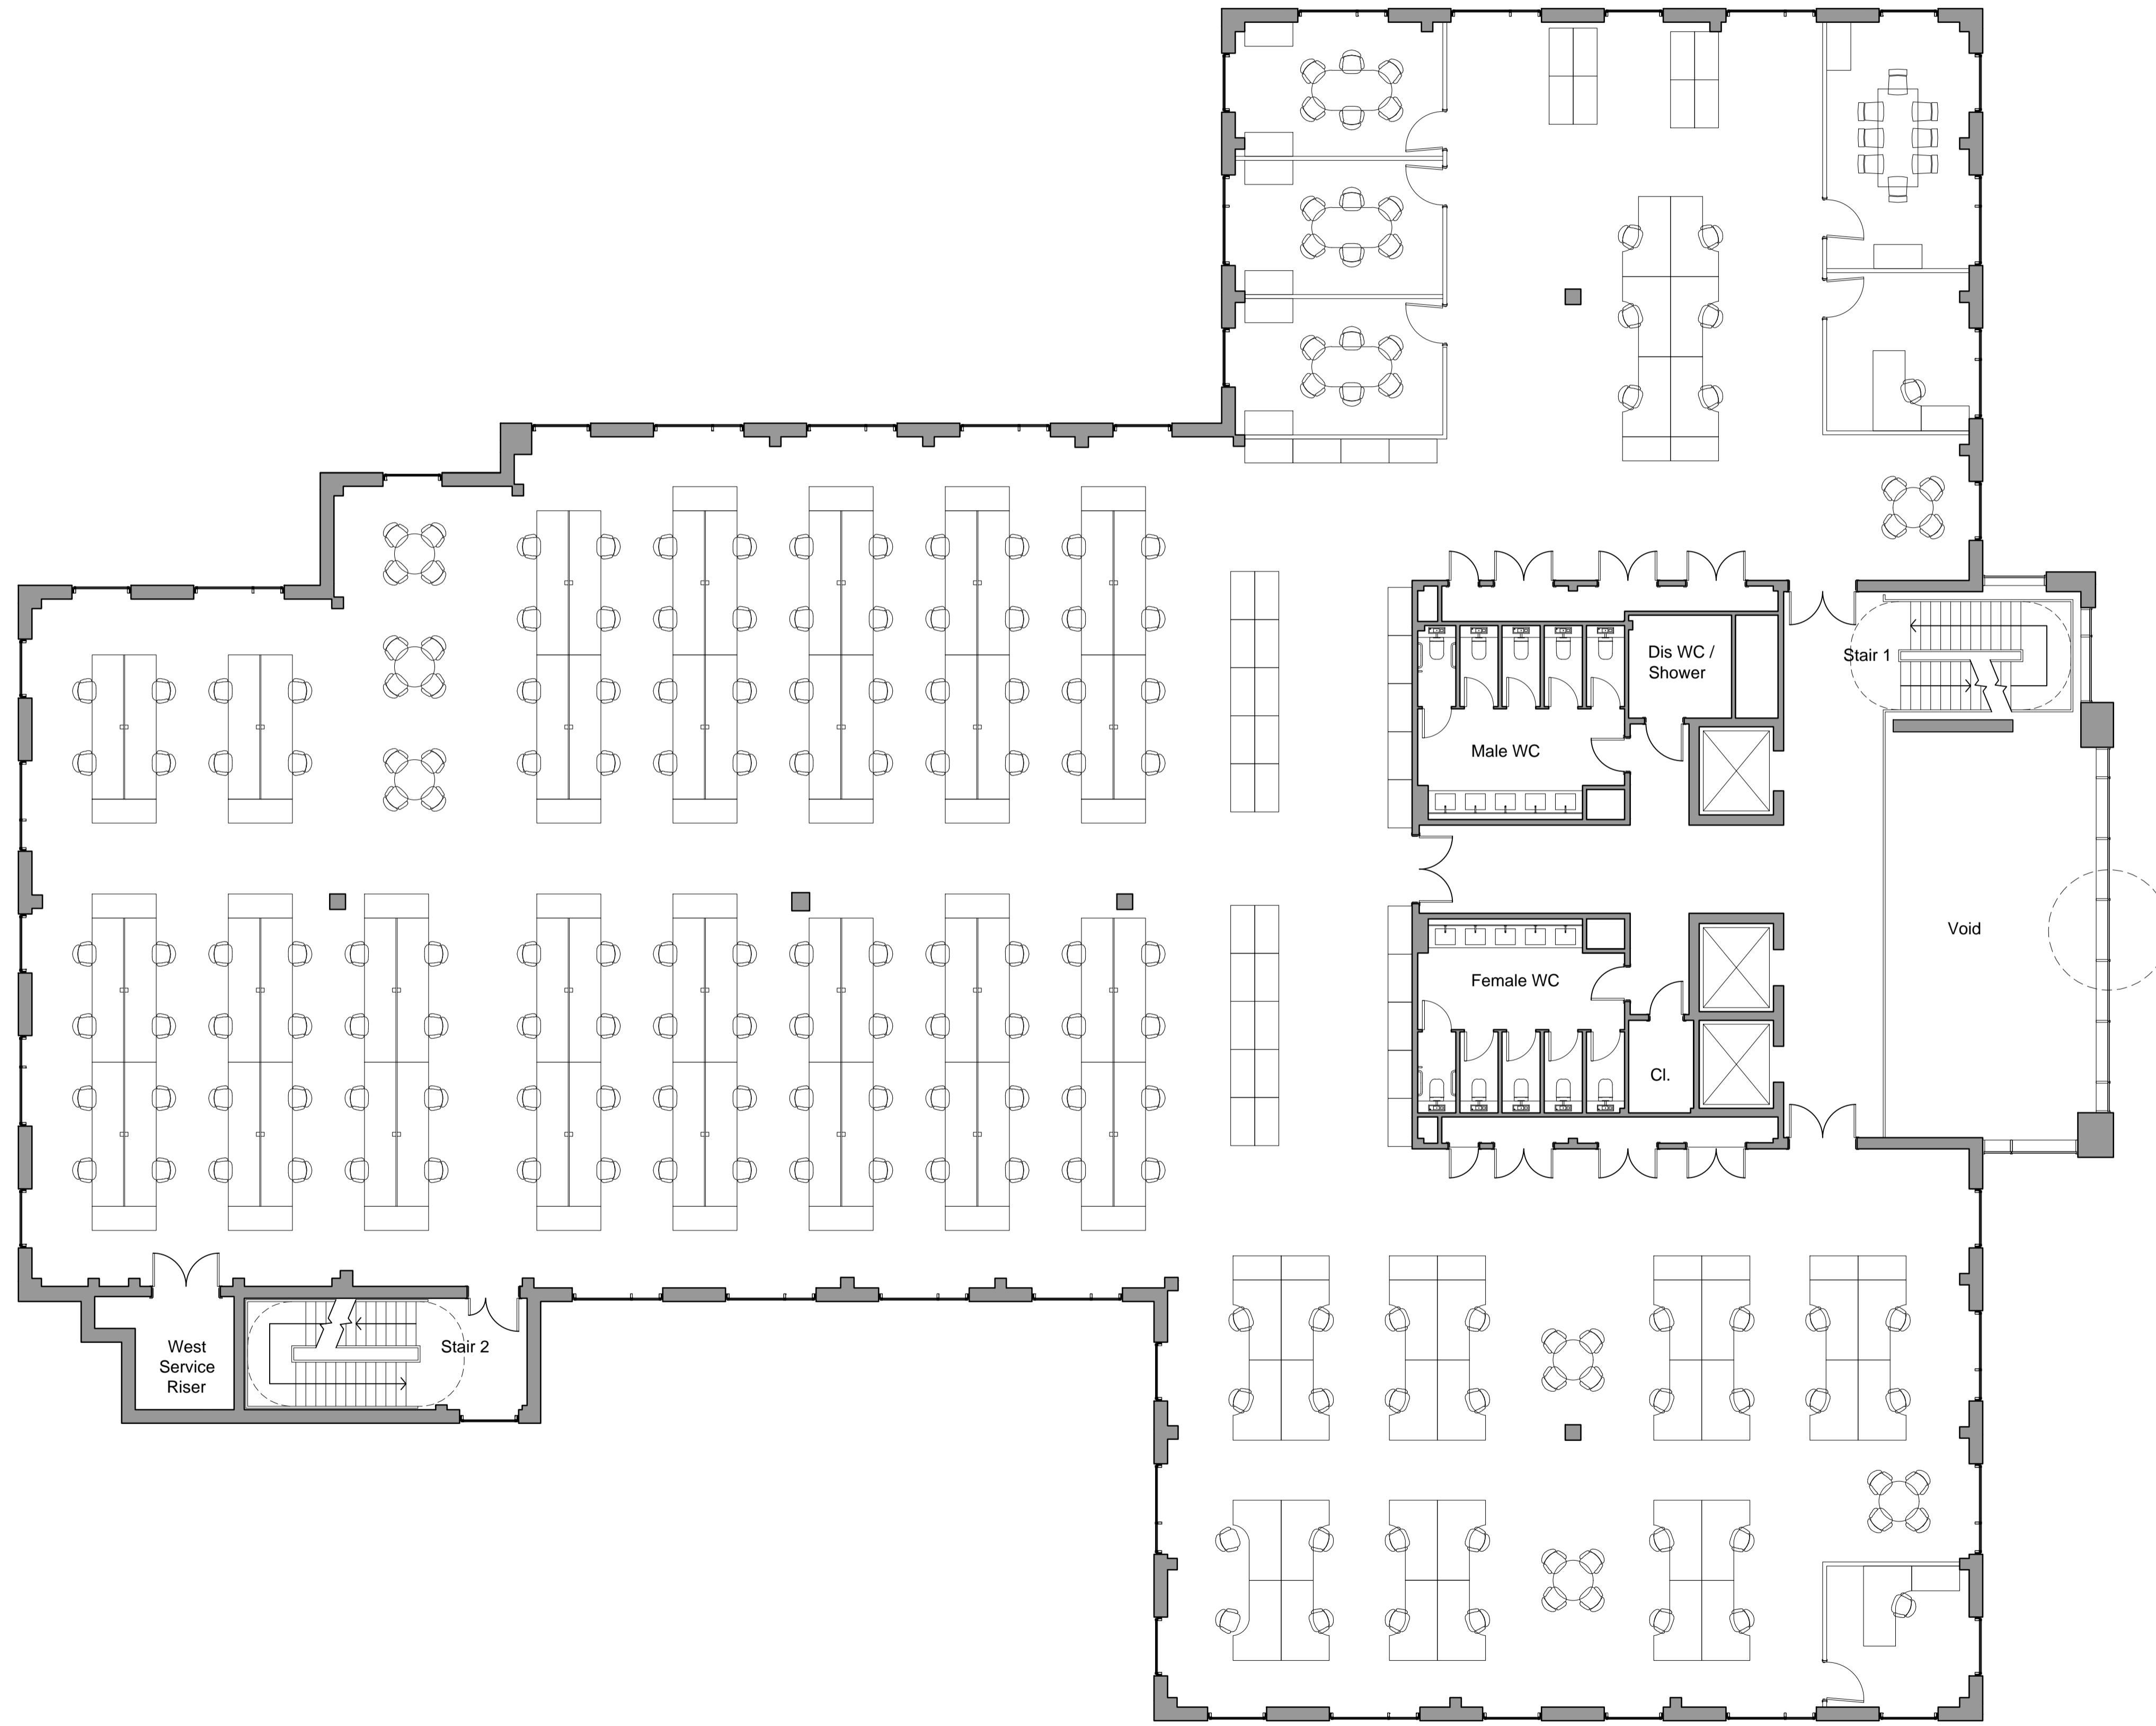 Dis WC /
Shower
Stair 1
Male WC
Void
Female WC
Cl.
West
Service
Riser
Stair 2